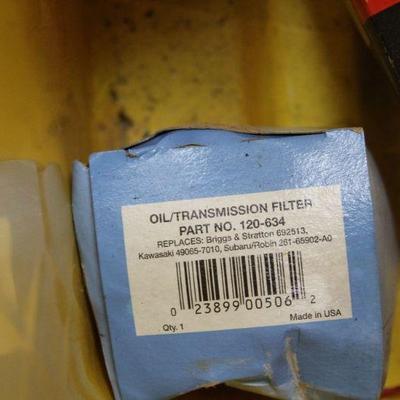 OIL/TRANSMISSION FILTER
PART NO. 120-634
REPLACES: Briggs & Stratton 692513,
Kawasaki 49065-7010, Subaru/Robin 261-65902-A0
0 23899 00506 2
Qty. 1 Made in USA